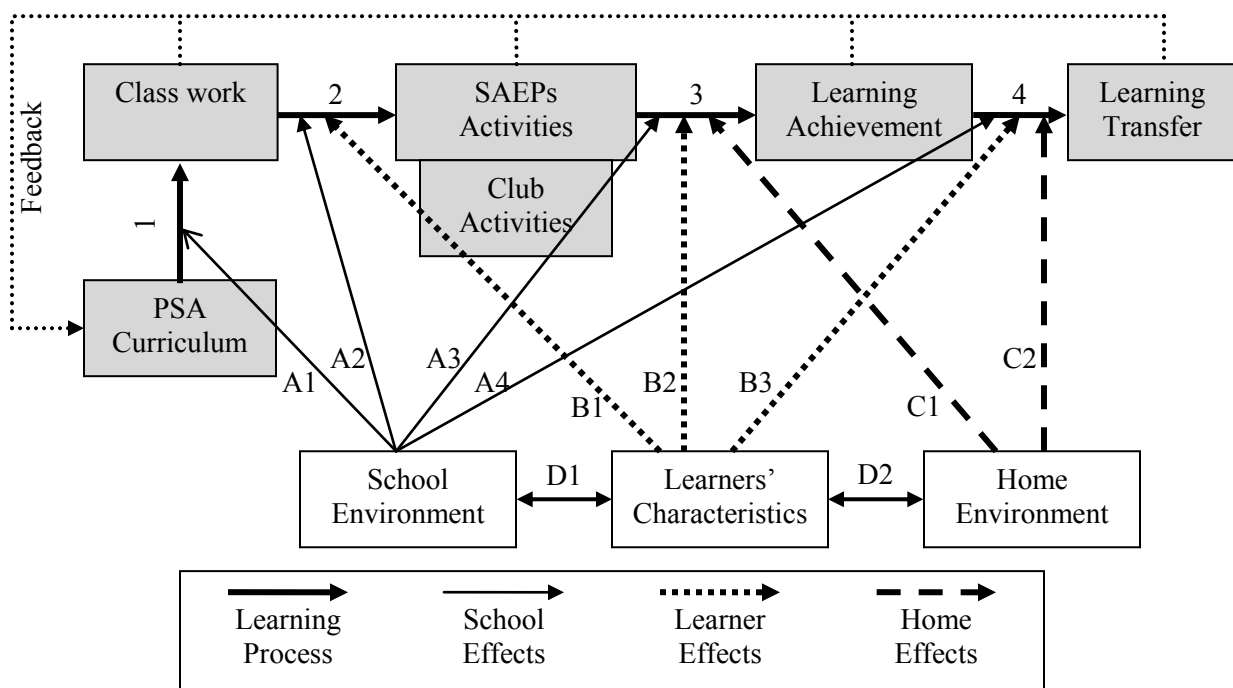 Feedback
Class work
2
SAEPs
Activities
3
Learning
Achievement
4
Learning
Transfer
Club
Activities
1
PSA
Curriculum
A1
A2
A3
A4
B1
B2
B3
C1
C2
School
Environment
D1
Learners’
Characteristics
D2
Home
Environment
Learning
Process
School
Effects
Learner
Effects
Home
Effects